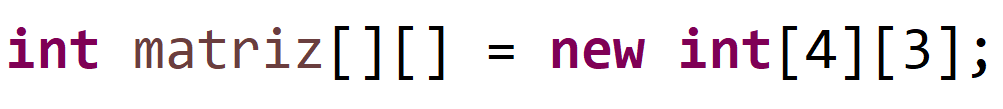 int matriz[][] = new int[4][3];